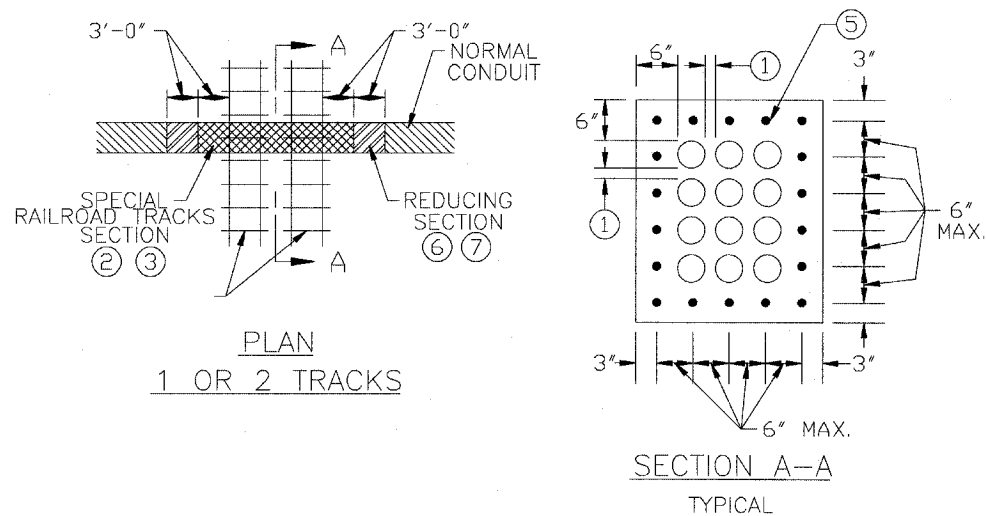 3'-0"
A
3'-0"
NORMAL
CONDUIT
SPECIAL
RAILROAD TRACKS
SECTION
2 3
REDUCING
SECTION
6 7
A
PLAN
1 OR 2 TRACKS
6"
1
5
3"
6"
1
6"
MAX.
3"
3"
6" MAX.
SECTION A-A
TYPICAL